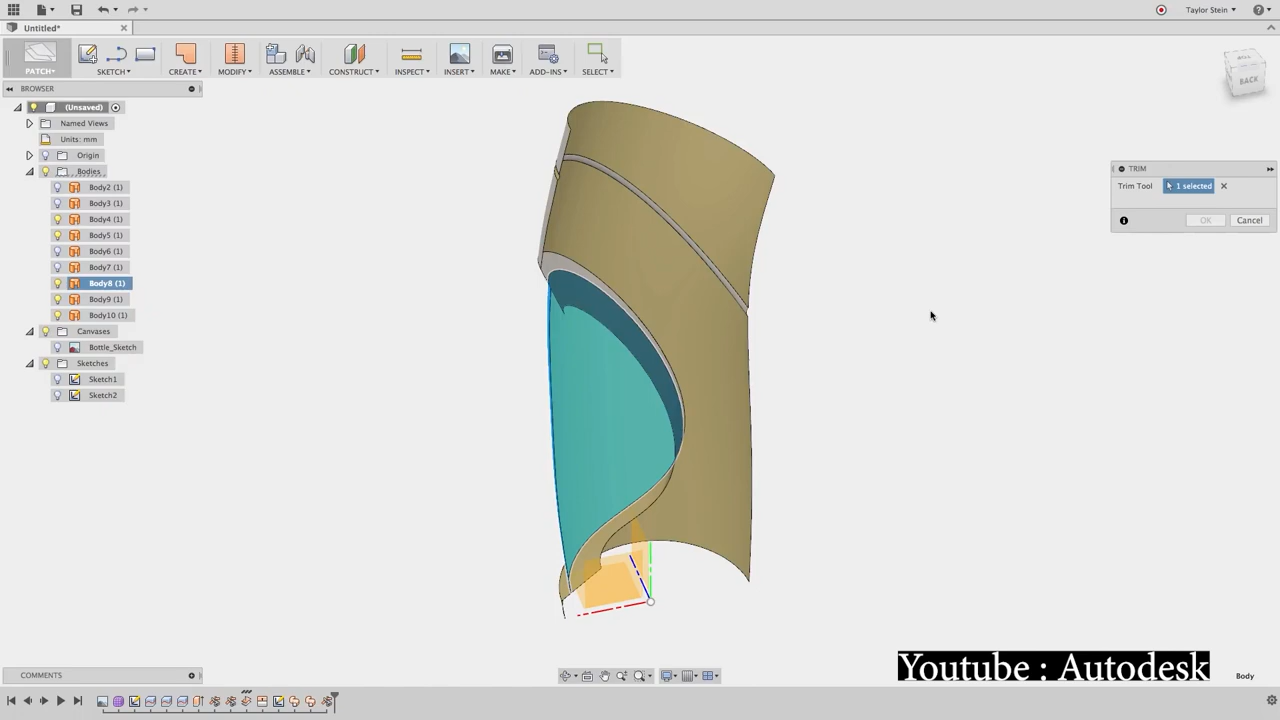 Taylor Stein
Untitled*
PATCH
SKETCH
CREATE
MODIFY
ASSEMBLE
CONSTRUCT
INSPECT
INSERT
MAKE
ADD-INS
SELECT
BACK
BROWSER
(Unsaved)
Named Views
Units: mm
Origin
Bodies
Body2 (1)
Body3 (1)
Body4 (1)
Body5 (1)
Body6 (1)
Body7 (1)
Body8 (1)
Body9 (1)
Body10 (1)
Canvases
Bottle_Sketch
Sketches
Sketch1
Sketch2
TRIM
Trim Tool
1 selected
OK
Cancel
Youtube : Autodesk
COMMENTS
Body